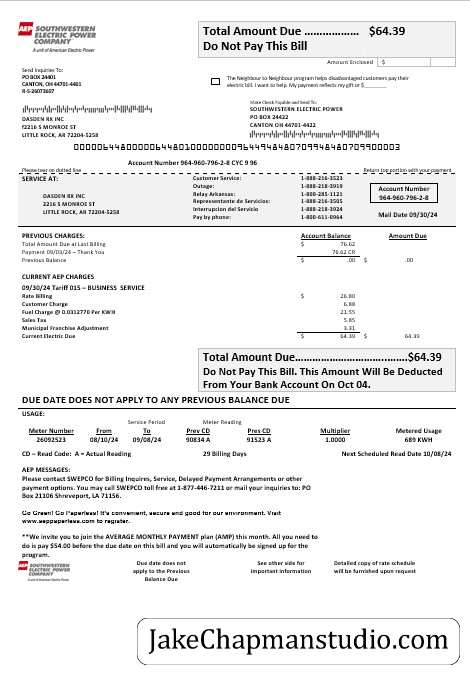 AEP SOUTHWESTERN
ELECTRIC POWER
COMPANY
A unit of American Electric Power
Total Amount Due ................... $64.39
Do Not Pay This Bill
Amount Enclosed $
Send Inquiries To:
PO BOX 24401
CANTON, OH 44701-4401
R-5-26073607
The Neighbour to Neighbour program helps disadvantaged customers pay their
electric bill. I want to help. My payment reflects my gift of $
Make Check Payable and Send To:
SOUTHWESTERN ELECTRIC POWER
PO BOX 24422
CANTON, OH 44701-4422
DASDEN RX INC
2216 S MONROE ST
LITTLE ROCK, AR 72204-5258
Account Number 964-960-796-2-8 CYC 9 96
Please tear on dotted line
Return top portion with your payment
SERVICE AT:
DASDEN RX INC
2216 S MONROE ST
LITTLE ROCK, AR 72204-5258
Customer Service: 1-888-216-3523
Outage: 1-888-218-3919
Relay Arkansas: 1-800-285-1121
Representante de Servicios: 1-888-216-3505
Interrupcion del Servicio 1-888-218-3924
Pay by phone: 1-800-611-0964
Account Number
964-960-796-2-8
Mail Date 09/30/24
PREVIOUS CHARGES: Account Balance Amount Due
Total Amount Due at Last Billing $ 76.62
Payment 09/03/24 – Thank You 76.62 CR
Previous Balance $ .00 $ .00
CURRENT AEP CHARGES
09/30/24 Tariff 015 – BUSINESS SERVICE
Rate Billing $ 26.80
Customer Charge 6.88
Fuel Charge @ 0.0312770 Per KWH 21.55
Sales Tax 5.85
Municipal Franchise Adjustment 3.31
Current Electric Due $ 64.39 $ 64.39
Total Amount Due....................................$64.39
Do Not Pay This Bill. This Amount Will Be Deducted
From Your Bank Account On Oct 04.
DUE DATE DOES NOT APPLY TO ANY PREVIOUS BALANCE DUE
USAGE:
Service Period Meter Reading
Meter Number From To Prev CD Prev CD Multiplier Metered Usage
26092523 08/10/24 09/08/24 90834 A 91523 A 1.0000 689 KWH
CD – Read Code: A = Actual Reading 29 Billing Days Next Scheduled Read Date 10/08/24
AEP MESSAGES:
Please contact SWEPCO for Billing Inquires, Service, Delayed Payment Arrangements or other
payment options. You may call SWEPCO toll free at 1-877-446-7211 or mail your inquiries to: PO
Box 21106 Shreveport, LA 71156.
Go Green! Go Paperless! It's convenient, secure and good for our environment. Visit
www.aeppaperless.com to register.
**We invite you to join the AVERAGE MONTHLY PAYMENT plan (AMP) this month. All you need to
do is pay $54.00 before the due date on this bill and you will automatically be signed up for the
program.
AEP SOUTHWESTERN
ELECTRIC POWER
COMPANY
A unit of American Electric Power
Due date does not
apply to the Previous
Balance Due
See other side for
important information
Detailed copy of rate schedule
will be furnished upon request
JakeChapmanstudio.com